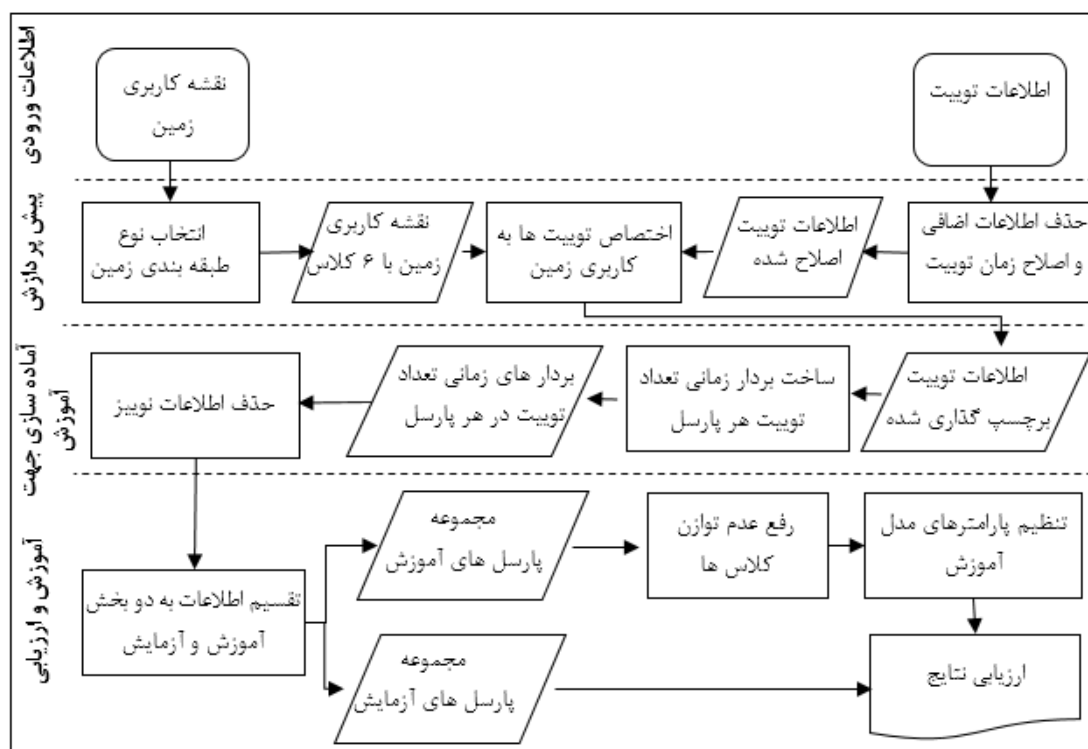 اطلاعات ورودی
نقشه کاربری
زمین
اطلاعات توییت
پیش پردازش
انتخاب نوع
طبقه بندی زمین
نقشه کاربری
زمین با ۶ کلاس
اختصاص توییت ها به
کاربری زمین
اطلاعات توییت
اصلاح شده
حذف اطلاعات اضافی
و اصلاح زمان توییت
آماده سازی جهت
آموزش
اطلاعات توییت
برچسپ گذاری شده
ساخت بردار زمانی تعداد
توییت هر پارسل
بردار های زمانی تعداد
توییت در هر پارسل
حذف اطلاعات نوییز
آموزش و ارزیابی
تقسیم اطلاعات به دو بخش
آموزش و آزمایش
مجموعه
پارسل های آموزش
رفع عدم توازن
کلاس ها
تنظیم پارامترهای مدل
آموزش
مجموعه
پارسل های آزمایش
ارزیابی نتایج